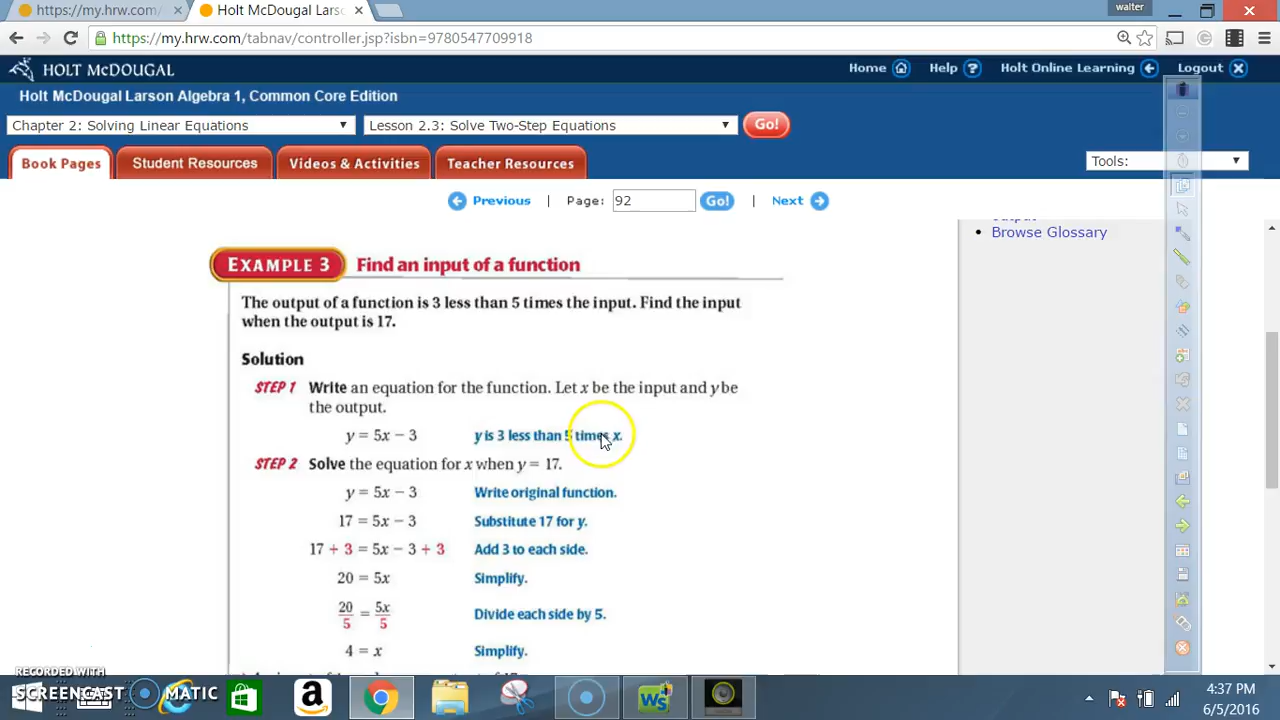 https://my.hrw.com/tabnav/ ×
Holt McDougal Larson Alge ×
walter
https://my.hrw.com/tabnav/controller.jsp?isbn=9780547709918
HOLT McDOUGAL
Home
Help ?
Holt Online Learning
Logout
Holt McDougal Larson Algebra 1, Common Core Edition
Chapter 2: Solving Linear Equations
Lesson 2.3: Solve Two-Step Equations
Go!
Book Pages
Student Resources
Videos & Activities
Teacher Resources
Tools:
Previous | Page: 92 Go! | Next
• Browse Glossary
EXAMPLE 3 Find an input of a function
The output of a function is 3 less than 5 times the input. Find the input
when the output is 17.
Solution
STEP 1 Write an equation for the function. Let x be the input and y be
the output.
y = 5x − 3 y is 3 less than 5 times x.
STEP 2 Solve the equation for x when y = 17.
y = 5x − 3 Write original function.
17 = 5x − 3 Substitute 17 for y.
17 + 3 = 5x − 3 + 3 Add 3 to each side.
20 = 5x Simplify.
20/5 = 5x/5 Divide each side by 5.
4 = x Simplify.
RECORDED WITH
SCREENCAST MATIC
WS
4:37 PM
6/5/2016